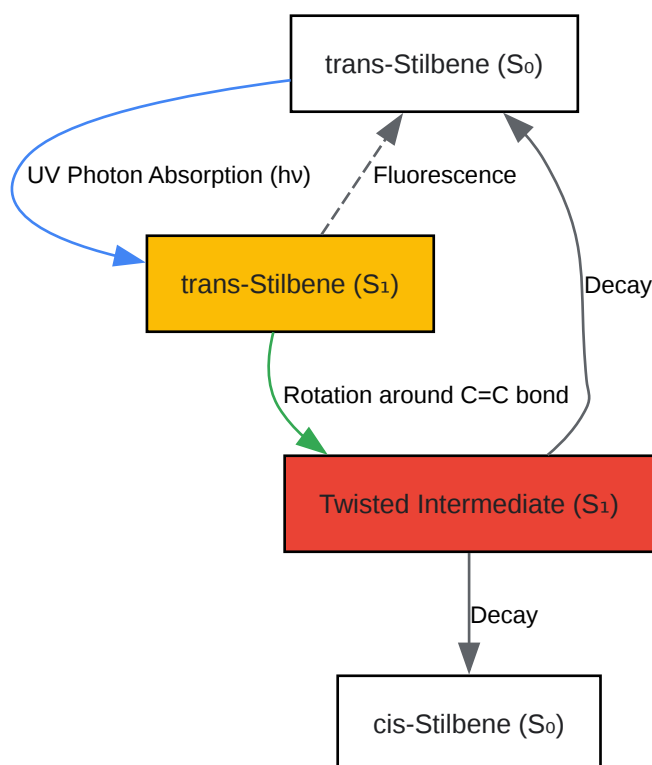 trans-Stilbene (S₀)
UV Photon Absorption (hν)
Fluorescence
trans-Stilbene (S₁)
Decay
Rotation around C=C bond
Twisted Intermediate (S₁)
Decay
cis-Stilbene (S₀)